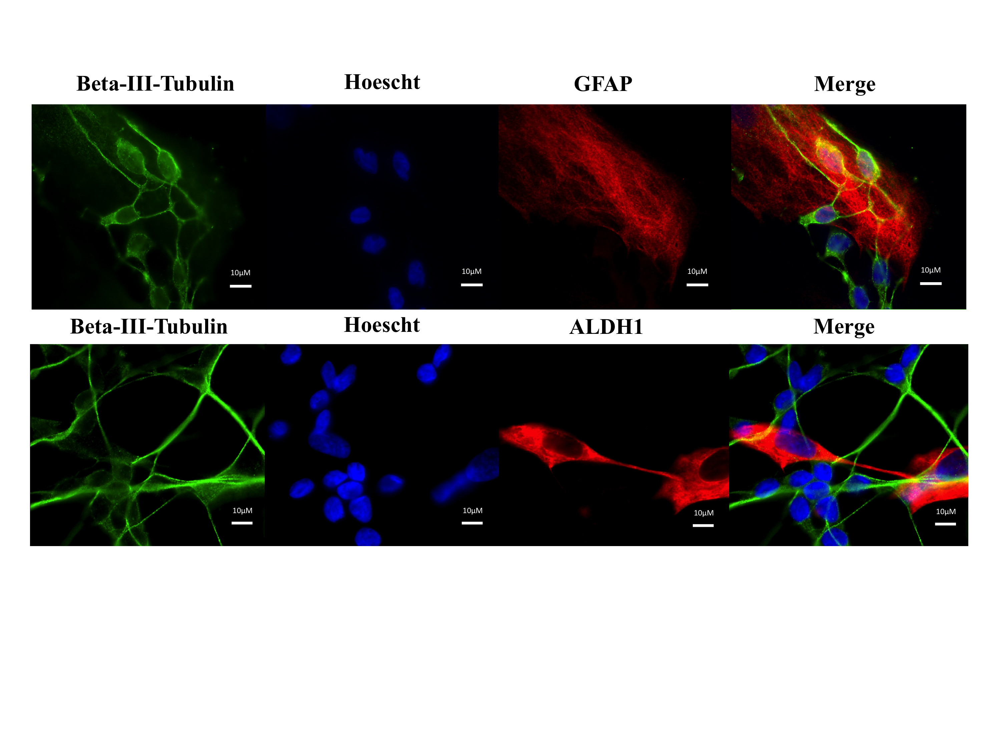 Beta-III-Tubulin Hoescht GFAP Merge
10µM 10µM 10µM 10µM
Beta-III-Tubulin Hoescht ALDH1 Merge
10µM 10µM 10µM 10µM